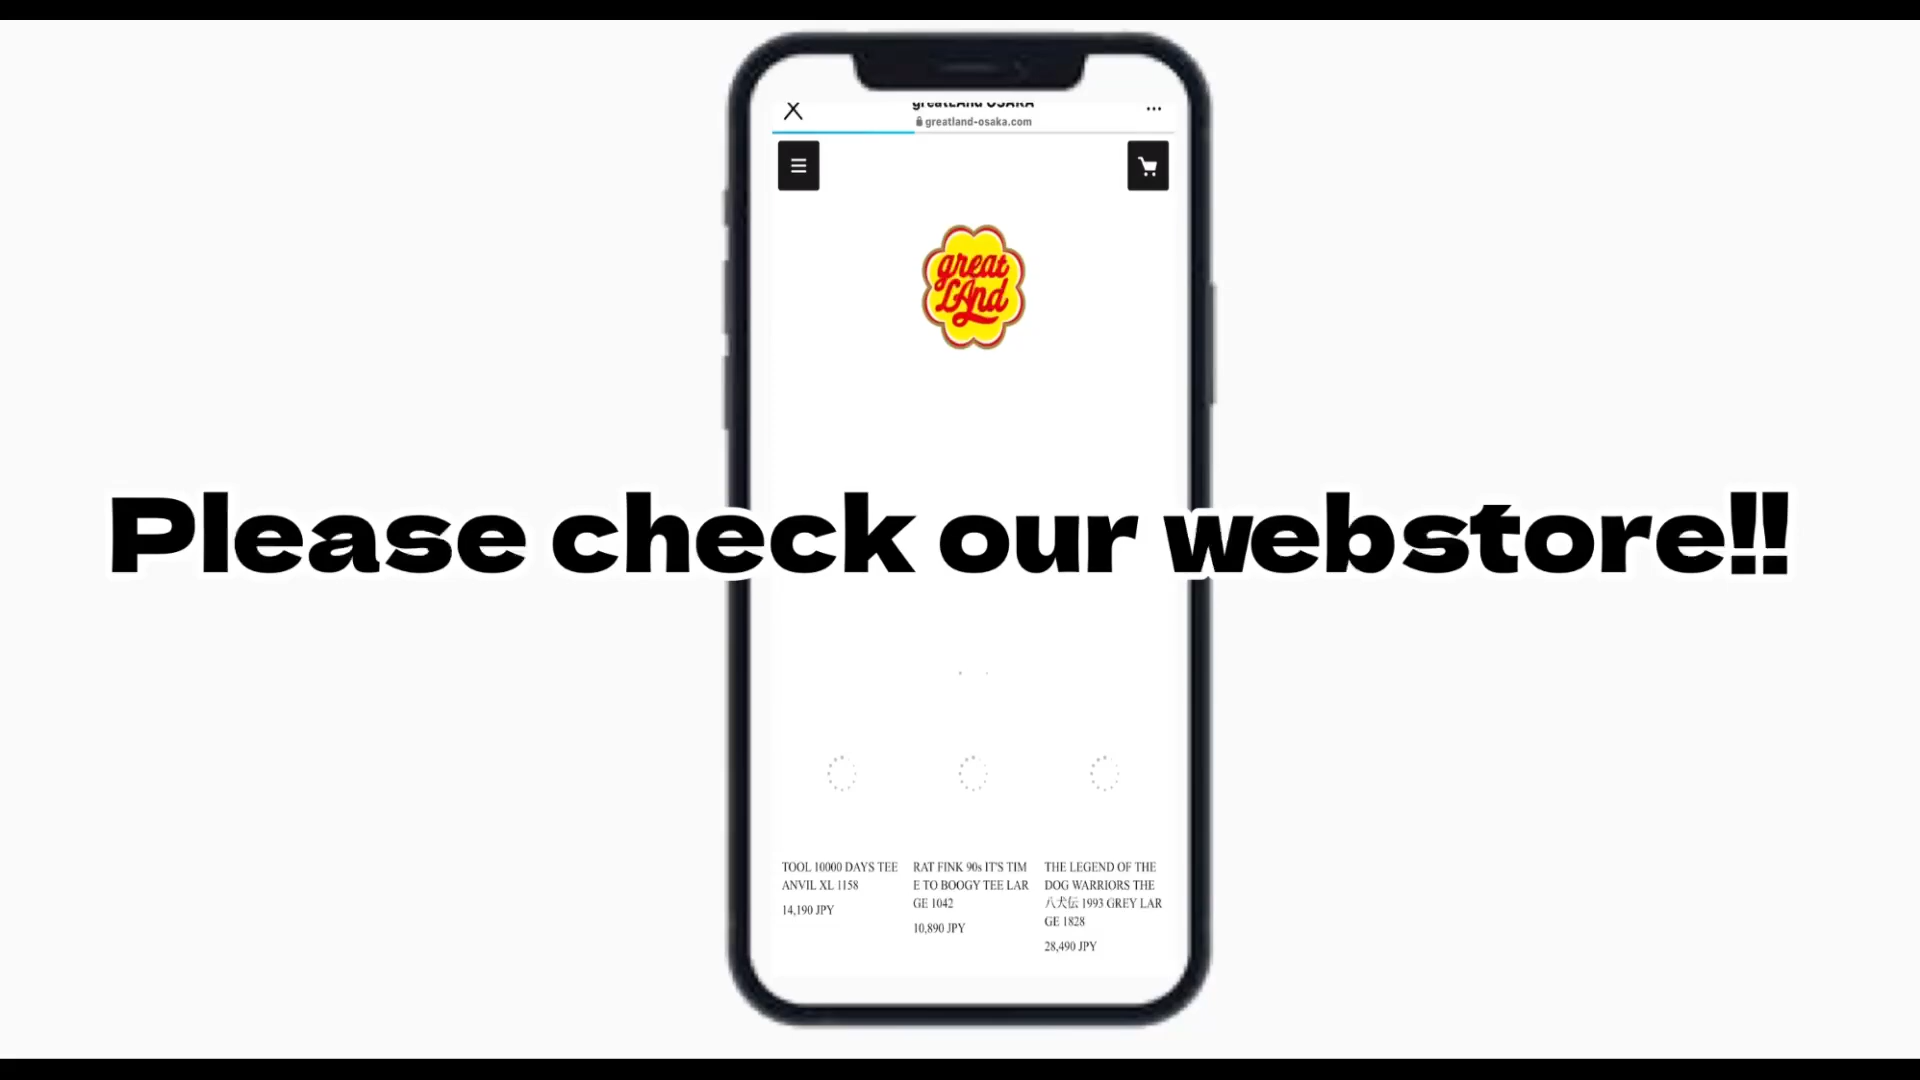 greatLAnd OSAKA
greatland-osaka.com
great
LAnd
Please check our webstore!!
TOOL 10000 DAYS TEE
ANVIL XL 1158
14,190 JPY
RAT FINK 90s IT'S TIM
E TO BOOGY TEE LAR
GE 1042
10,890 JPY
THE LEGEND OF THE
DOG WARRIORS THE
八犬伝 1993 GREY LAR
GE 1828
28,490 JPY